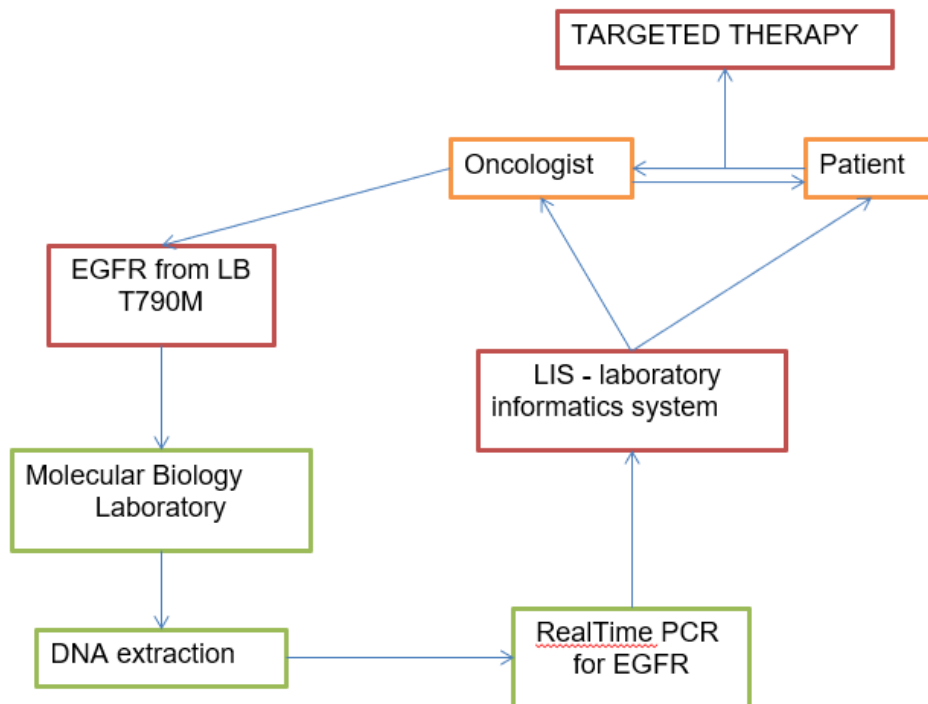 TARGETED THERAPY
Oncologist
Patient
EGFR from LB
T790M
LIS - laboratory
informatics system
Molecular Biology
Laboratory
DNA extraction
RealTime PCR
for EGFR